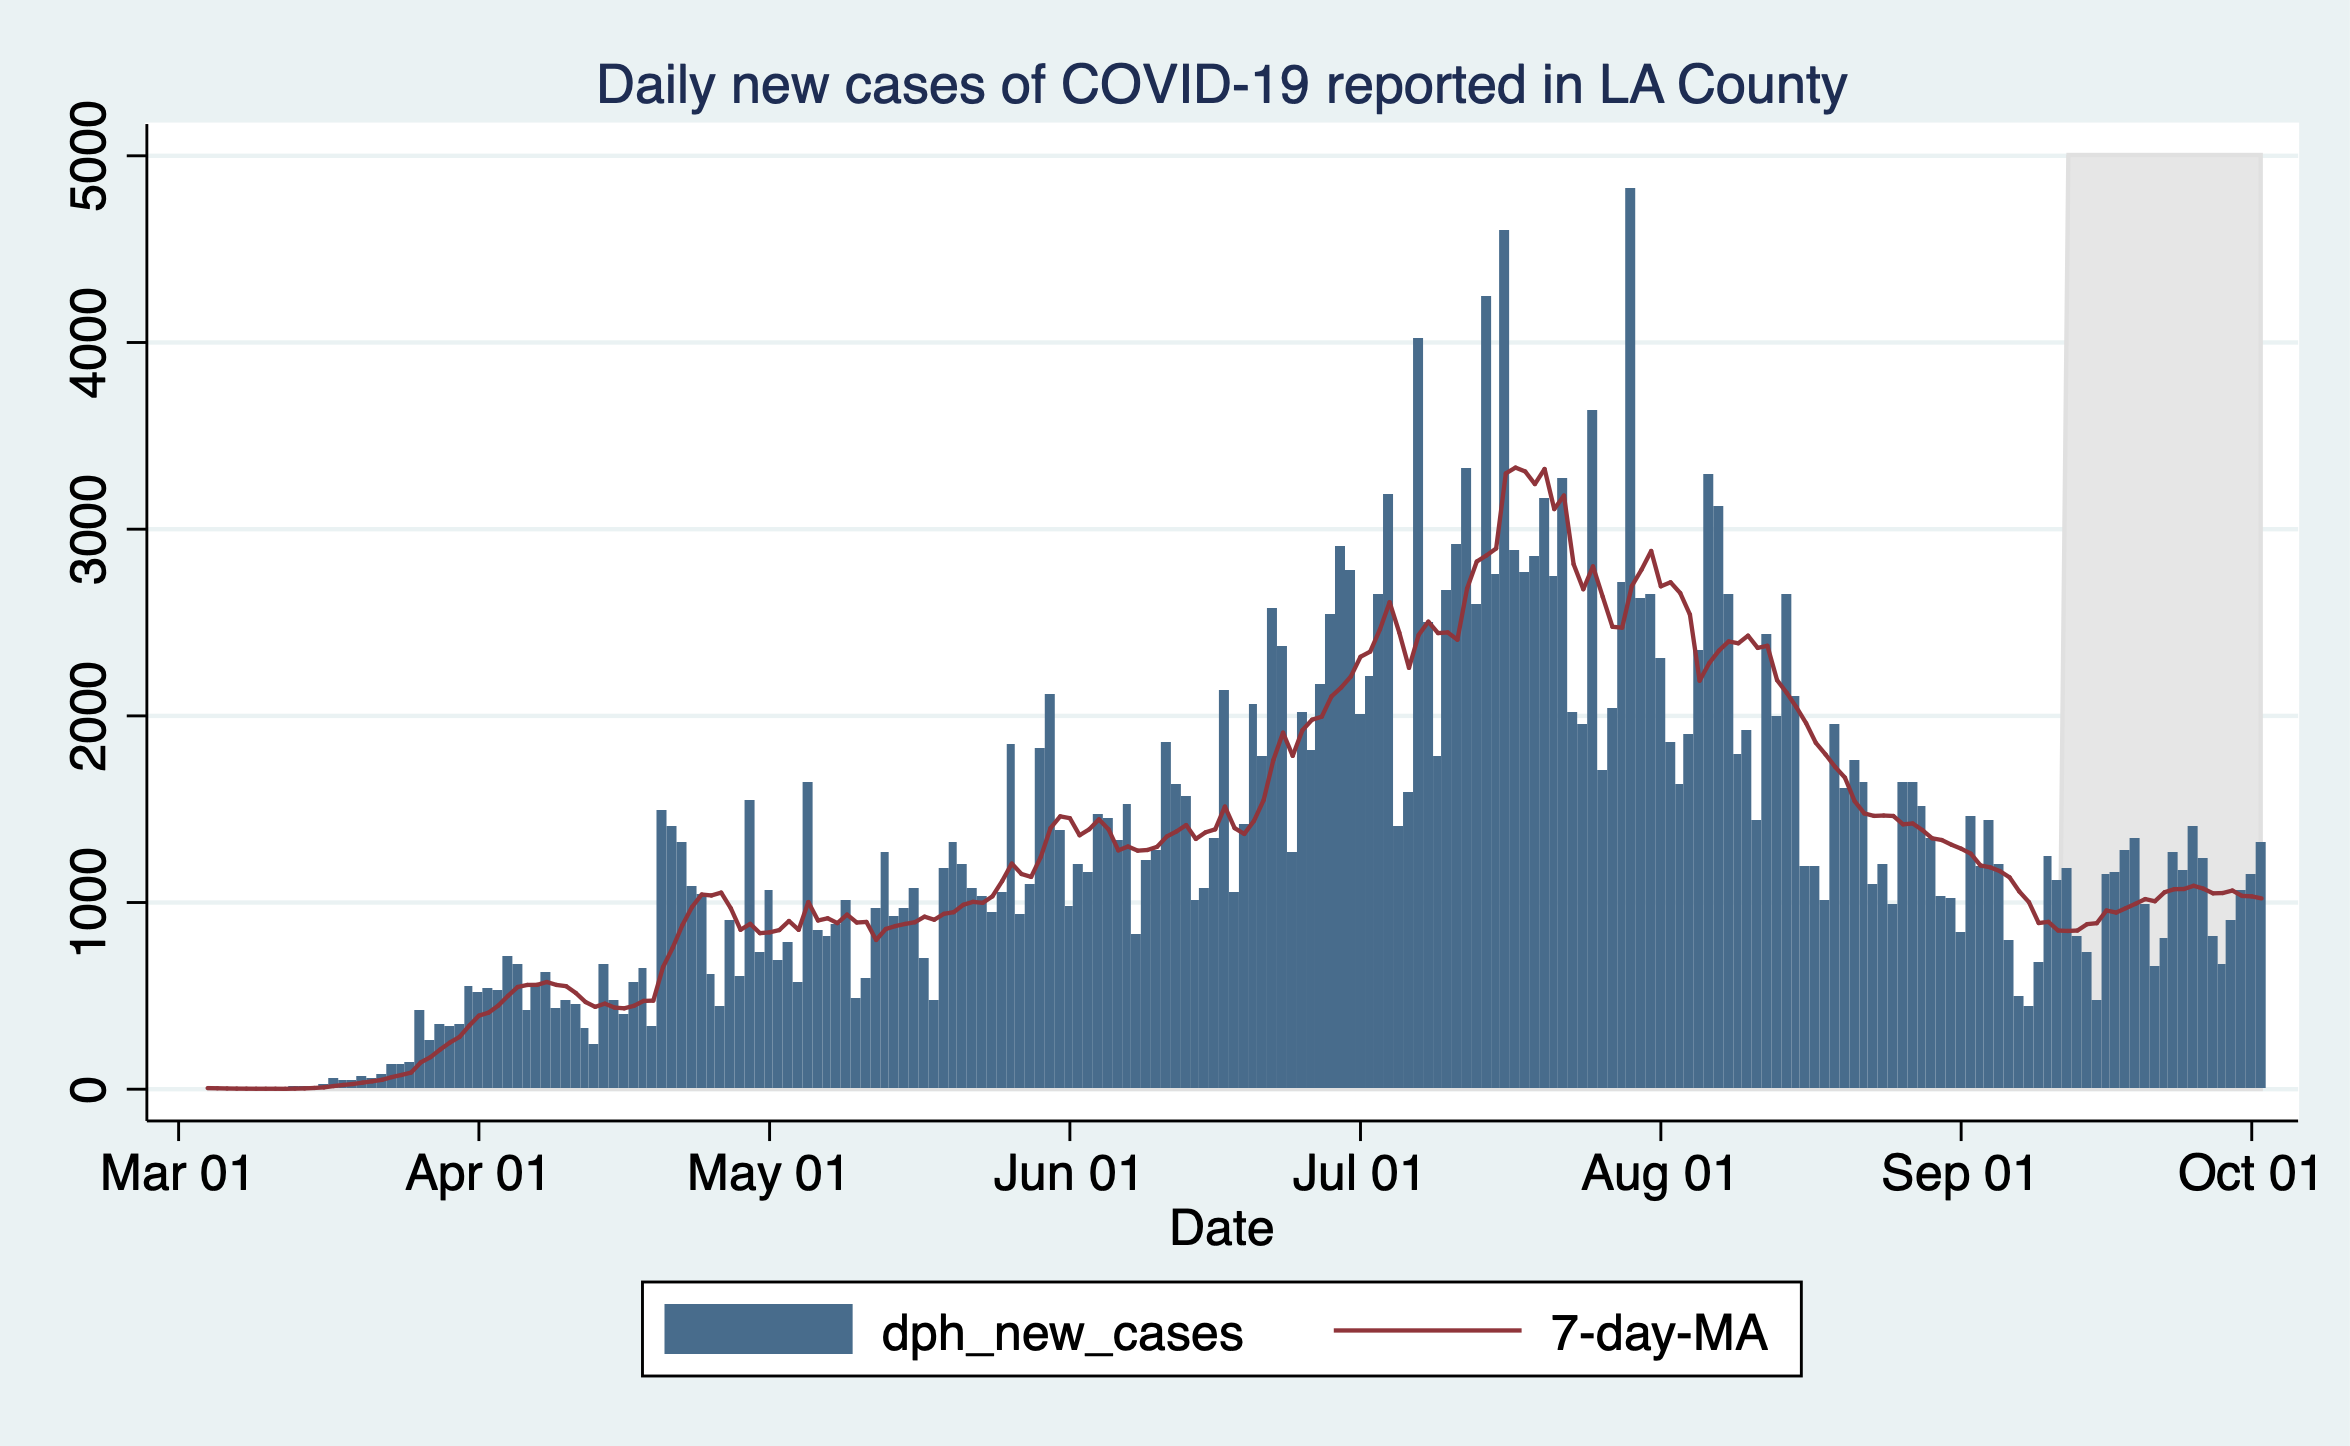 Daily new cases of COVID-19 reported in LA County
5000
4000
3000
2000
1000
0
Mar 01 Apr 01 May 01 Jun 01 Jul 01 Aug 01 Sep 01 Oct 01
Date
dph_new_cases 7-day-MA